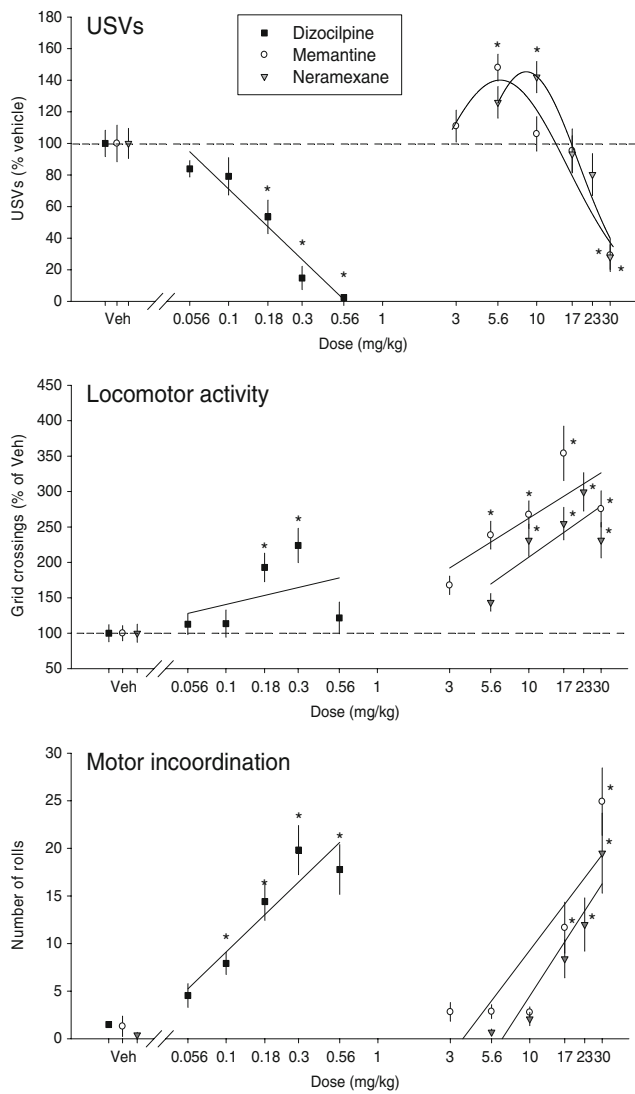 USVs
Dizocilpine
Memantine
Neramexane
USVs (% vehicle)
180
160
140
120
100
80
60
40
20
0
* * * * * * *
Veh 0.056 0.1 0.18 0.3 0.56 1 3 5.6 10 17 23 30
Dose (mg/kg)
Locomotor activity
Grid crossings (% of Veh)
450
400
350
300
250
200
150
100
50
* * * * * * * * * *
Veh 0.056 0.1 0.18 0.3 0.56 1 3 5.6 10 17 23 30
Dose (mg/kg)
Motor incoordination
Number of rolls
30
25
20
15
10
5
0
* * * * * * * *
Veh 0.056 0.1 0.18 0.3 0.56 1 3 5.6 10 17 23 30
Dose (mg/kg)